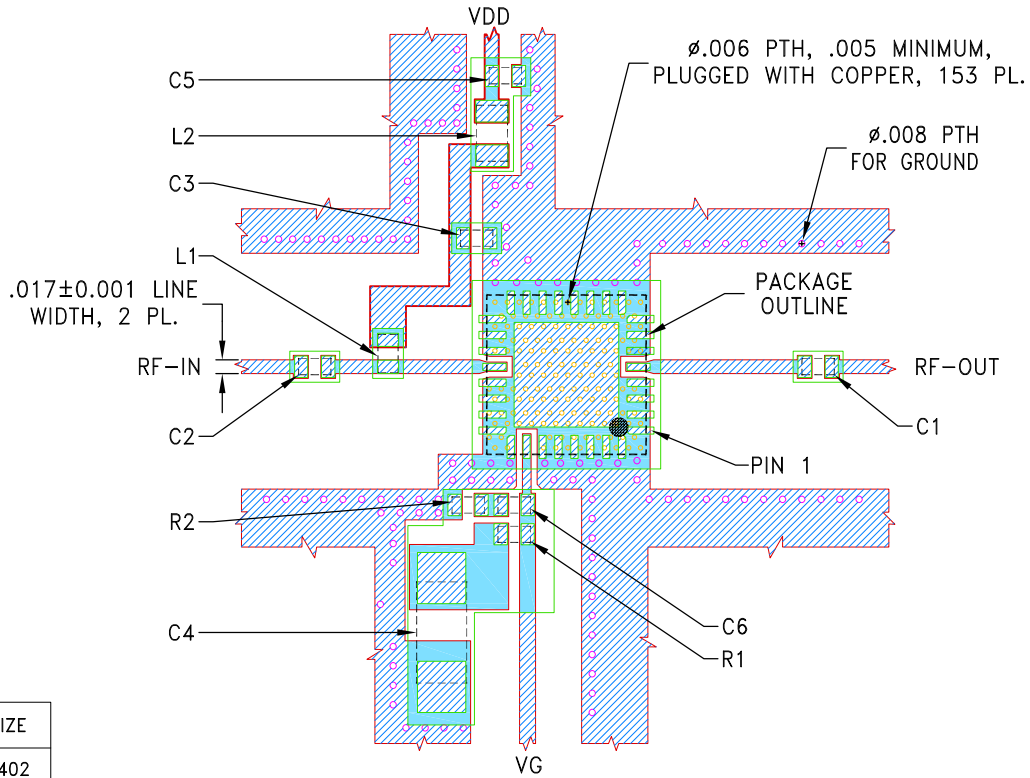 VDD
ø.006 PTH, .005 MINIMUM,
PLUGGED WITH COPPER, 153 PL.
C5
L2
ø.008 PTH
FOR GROUND
C3
L1
.017±0.001 LINE
WIDTH, 2 PL.
PACKAGE
OUTLINE
RF-IN
RF-OUT
C2
C1
PIN 1
R2
C4
C6
R1
VG
IZE
402